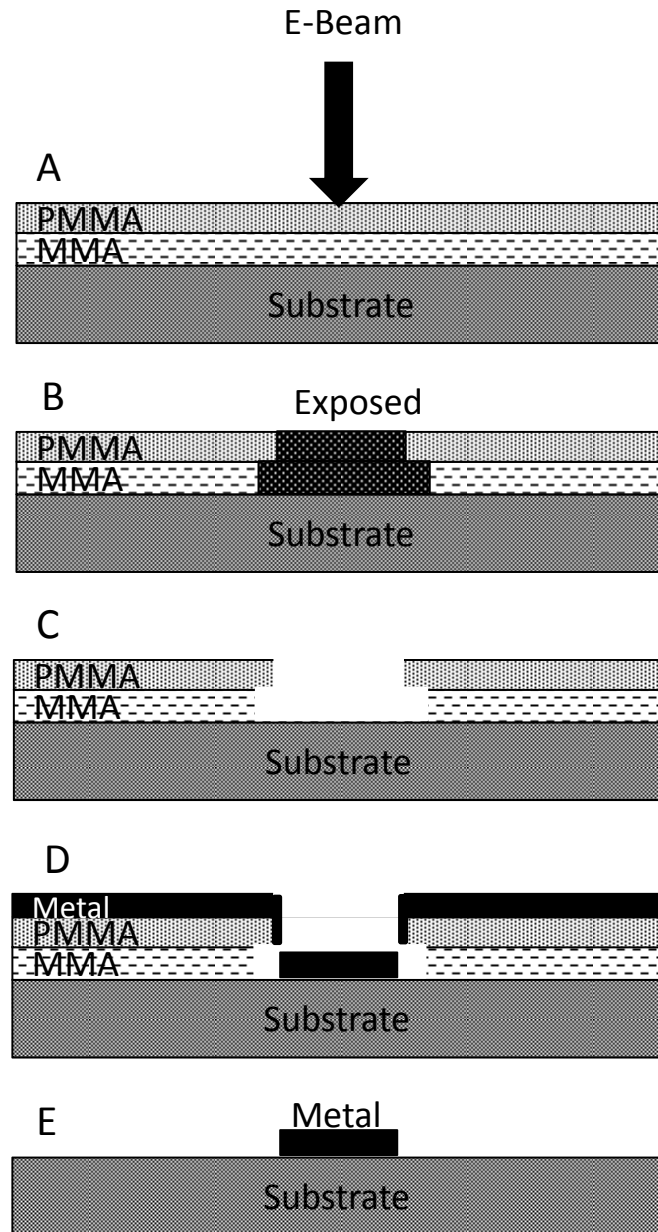 E-Beam
A
PMMA
MMA
Substrate
B
Exposed
PMMA
MMA
Substrate
C
PMMA
MMA
Substrate
D
Metal
PMMA
MMA
Substrate
E
Metal
Substrate